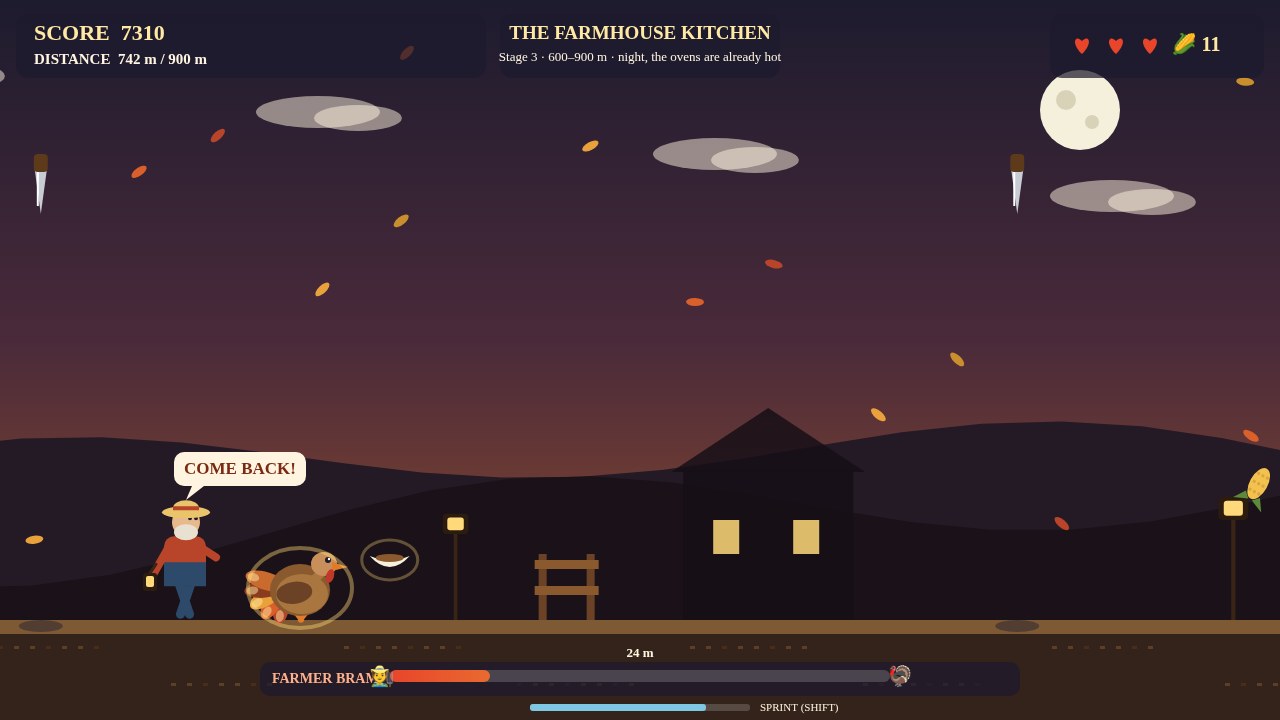 SCORE 7310
DISTANCE 742 m / 900 m
THE FARMHOUSE KITCHEN
Stage 3 · 600–900 m · night, the ovens are already hot
11
COME BACK!
24 m
FARMER BRAM
SPRINT (SHIFT)